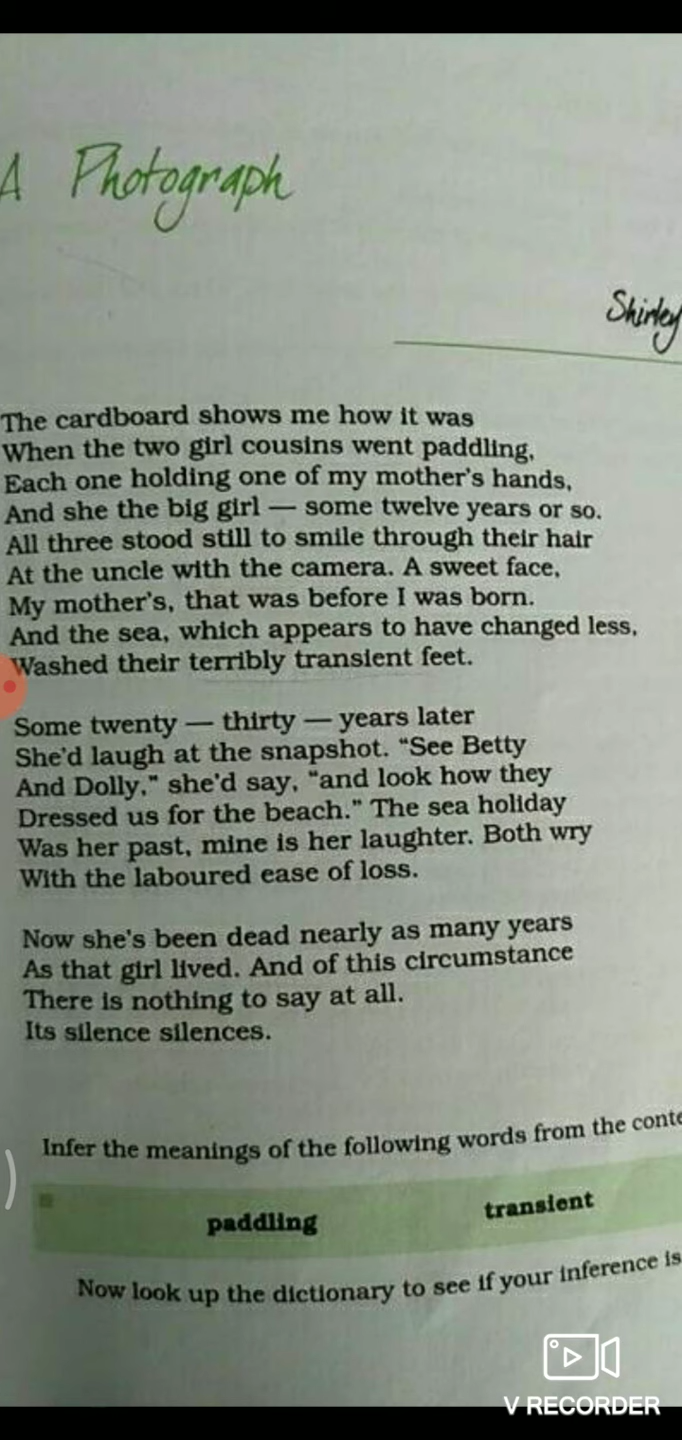 A Photograph
Shirley
The cardboard shows me how it was
When the two girl cousins went paddling,
Each one holding one of my mother's hands,
And she the big girl — some twelve years or so.
All three stood still to smile through their hair
At the uncle with the camera. A sweet face,
My mother's, that was before I was born.
And the sea, which appears to have changed less,
Washed their terribly transient feet.
Some twenty — thirty — years later
She'd laugh at the snapshot. “See Betty
And Dolly,” she'd say, “and look how they
Dressed us for the beach.” The sea holiday
Was her past, mine is her laughter. Both wry
With the laboured ease of loss.
Now she's been dead nearly as many years
As that girl lived. And of this circumstance
There is nothing to say at all.
Its silence silences.
Infer the meanings of the following words from the conte
paddling transient
Now look up the dictionary to see if your inference is
V RECORDER